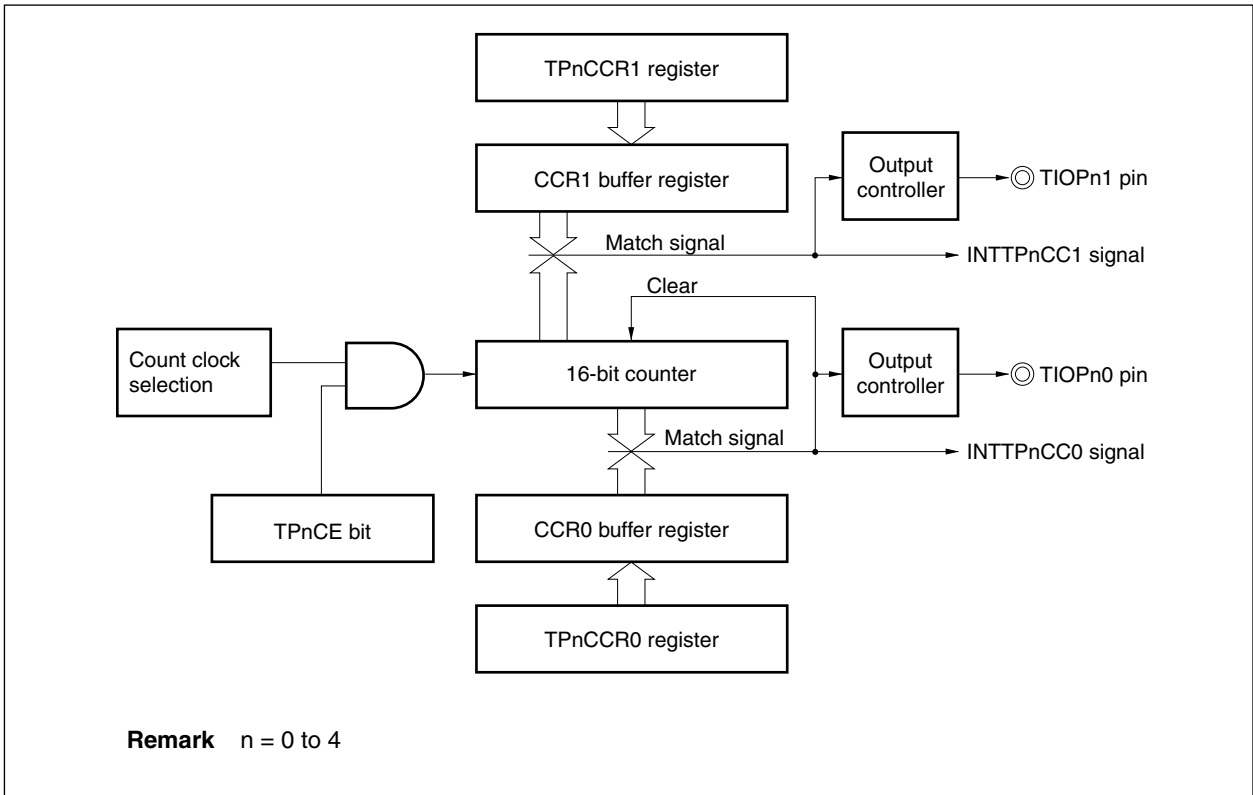 TPnCCR1 register
CCR1 buffer register
Output
controller
TIOPn1 pin
Match signal
INTTPnCC1 signal
Clear
Count clock
selection
16-bit counter
Output
controller
TIOPn0 pin
Match signal
INTTPnCC0 signal
TPnCE bit
CCR0 buffer register
TPnCCR0 register
Remark n = 0 to 4